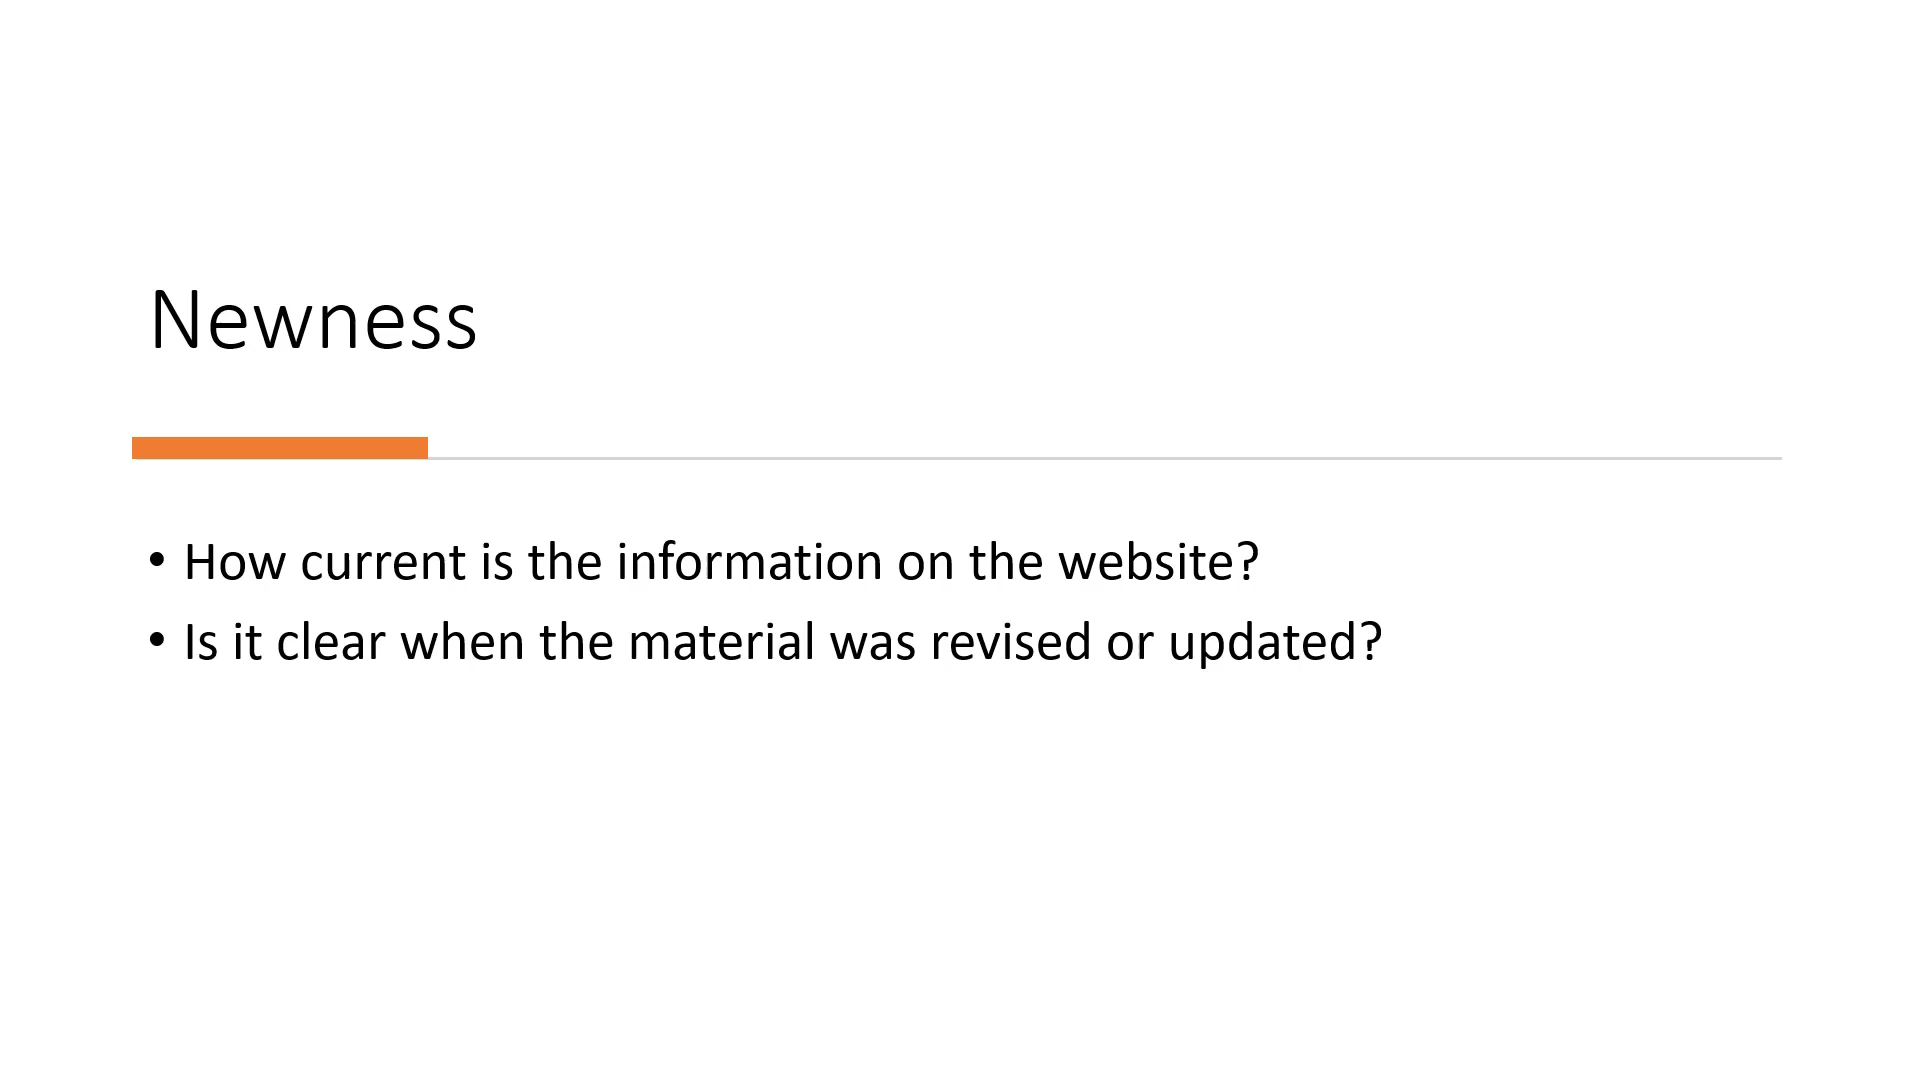 Newness
• How current is the information on the website?
• Is it clear when the material was revised or updated?